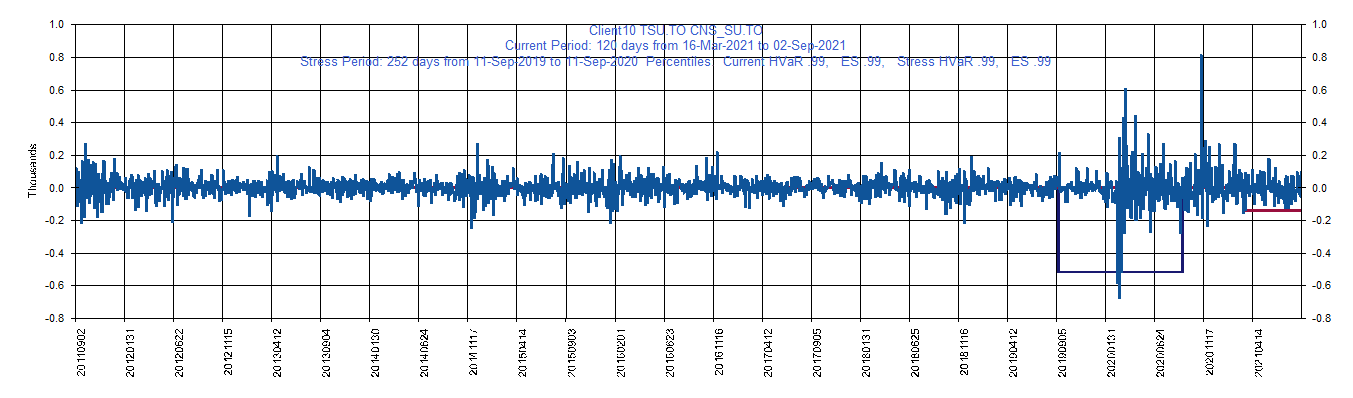 Client10 TSU.TO CNS_SU.TO
Current Period: 120 days from 16-Mar-2021 to 02-Sep-2021
Stress Period: 252 days from 11-Sep-2019 to 11-Sep-2020 Percentiles: Current HVaR .99, ES .99, Stress HVaR .99, ES .99
1.0 1.0
0.8 0.8
0.6 0.6
0.4 0.4
0.2 0.2
0.0 0.0
-0.2 -0.2
-0.4 -0.4
-0.6 -0.6
-0.8 -0.8
Thousands
20110902 20120131 20120622 20121115 20130412 20130904 20140130 20140624 20141117 20150414 20150903 20160201 20160623 20161116 20170412 20170905 20180131 20180625 20181116 20190412 20190905 20200131 20200624 20201117 20210414